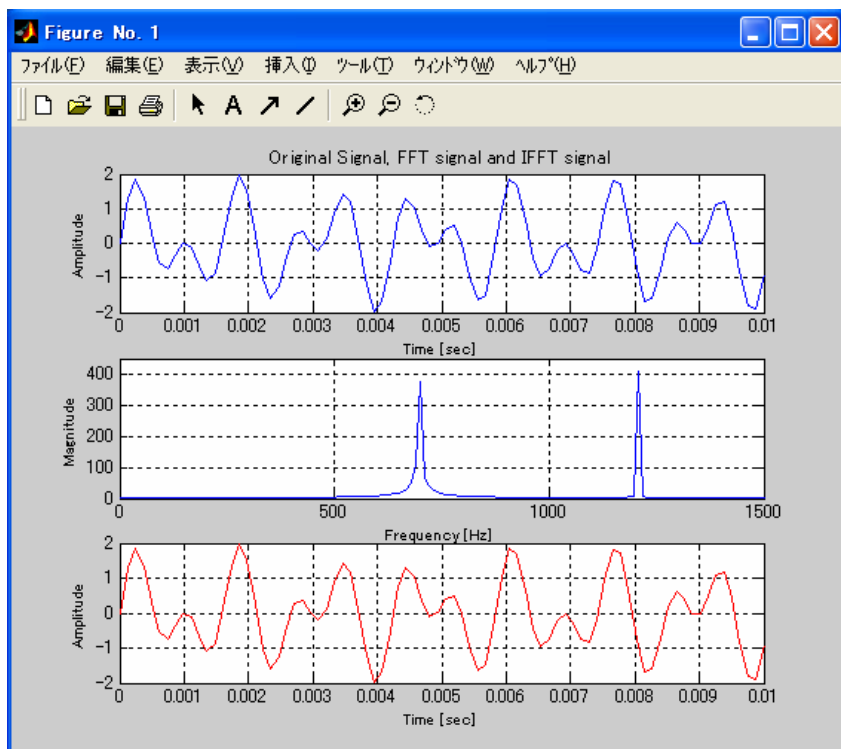 Figure No. 1
ファイル(F) 編集(E) 表示(V) 挿入(I) ツール(T) ウィンドウ(W) ヘルプ(H)
A
Original Signal, FFT signal and IFFT signal
2
1
0
-1
-2
Amplitude
0 0.001 0.002 0.003 0.004 0.005 0.006 0.007 0.008 0.009 0.01
Time [sec]
400
300
200
100
0
Magnitude
0 500 1000 1500
Frequency [Hz]
2
1
0
-1
-2
Amplitude
0 0.001 0.002 0.003 0.004 0.005 0.006 0.007 0.008 0.009 0.01
Time [sec]